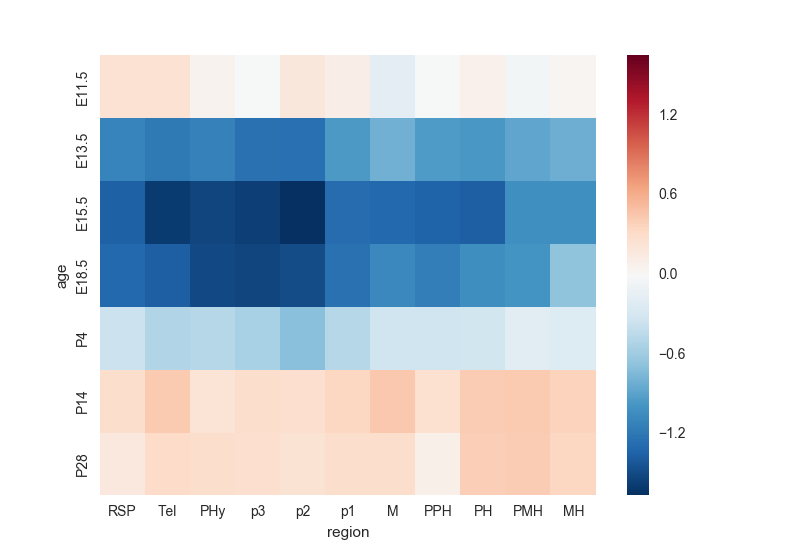 E11.5
E13.5
E15.5
E18.5
P4
P14
P28
age
RSP Tel PHy p3 p2 p1 M PPH PH PMH MH
region
1.2
0.6
0.0
−0.6
−1.2